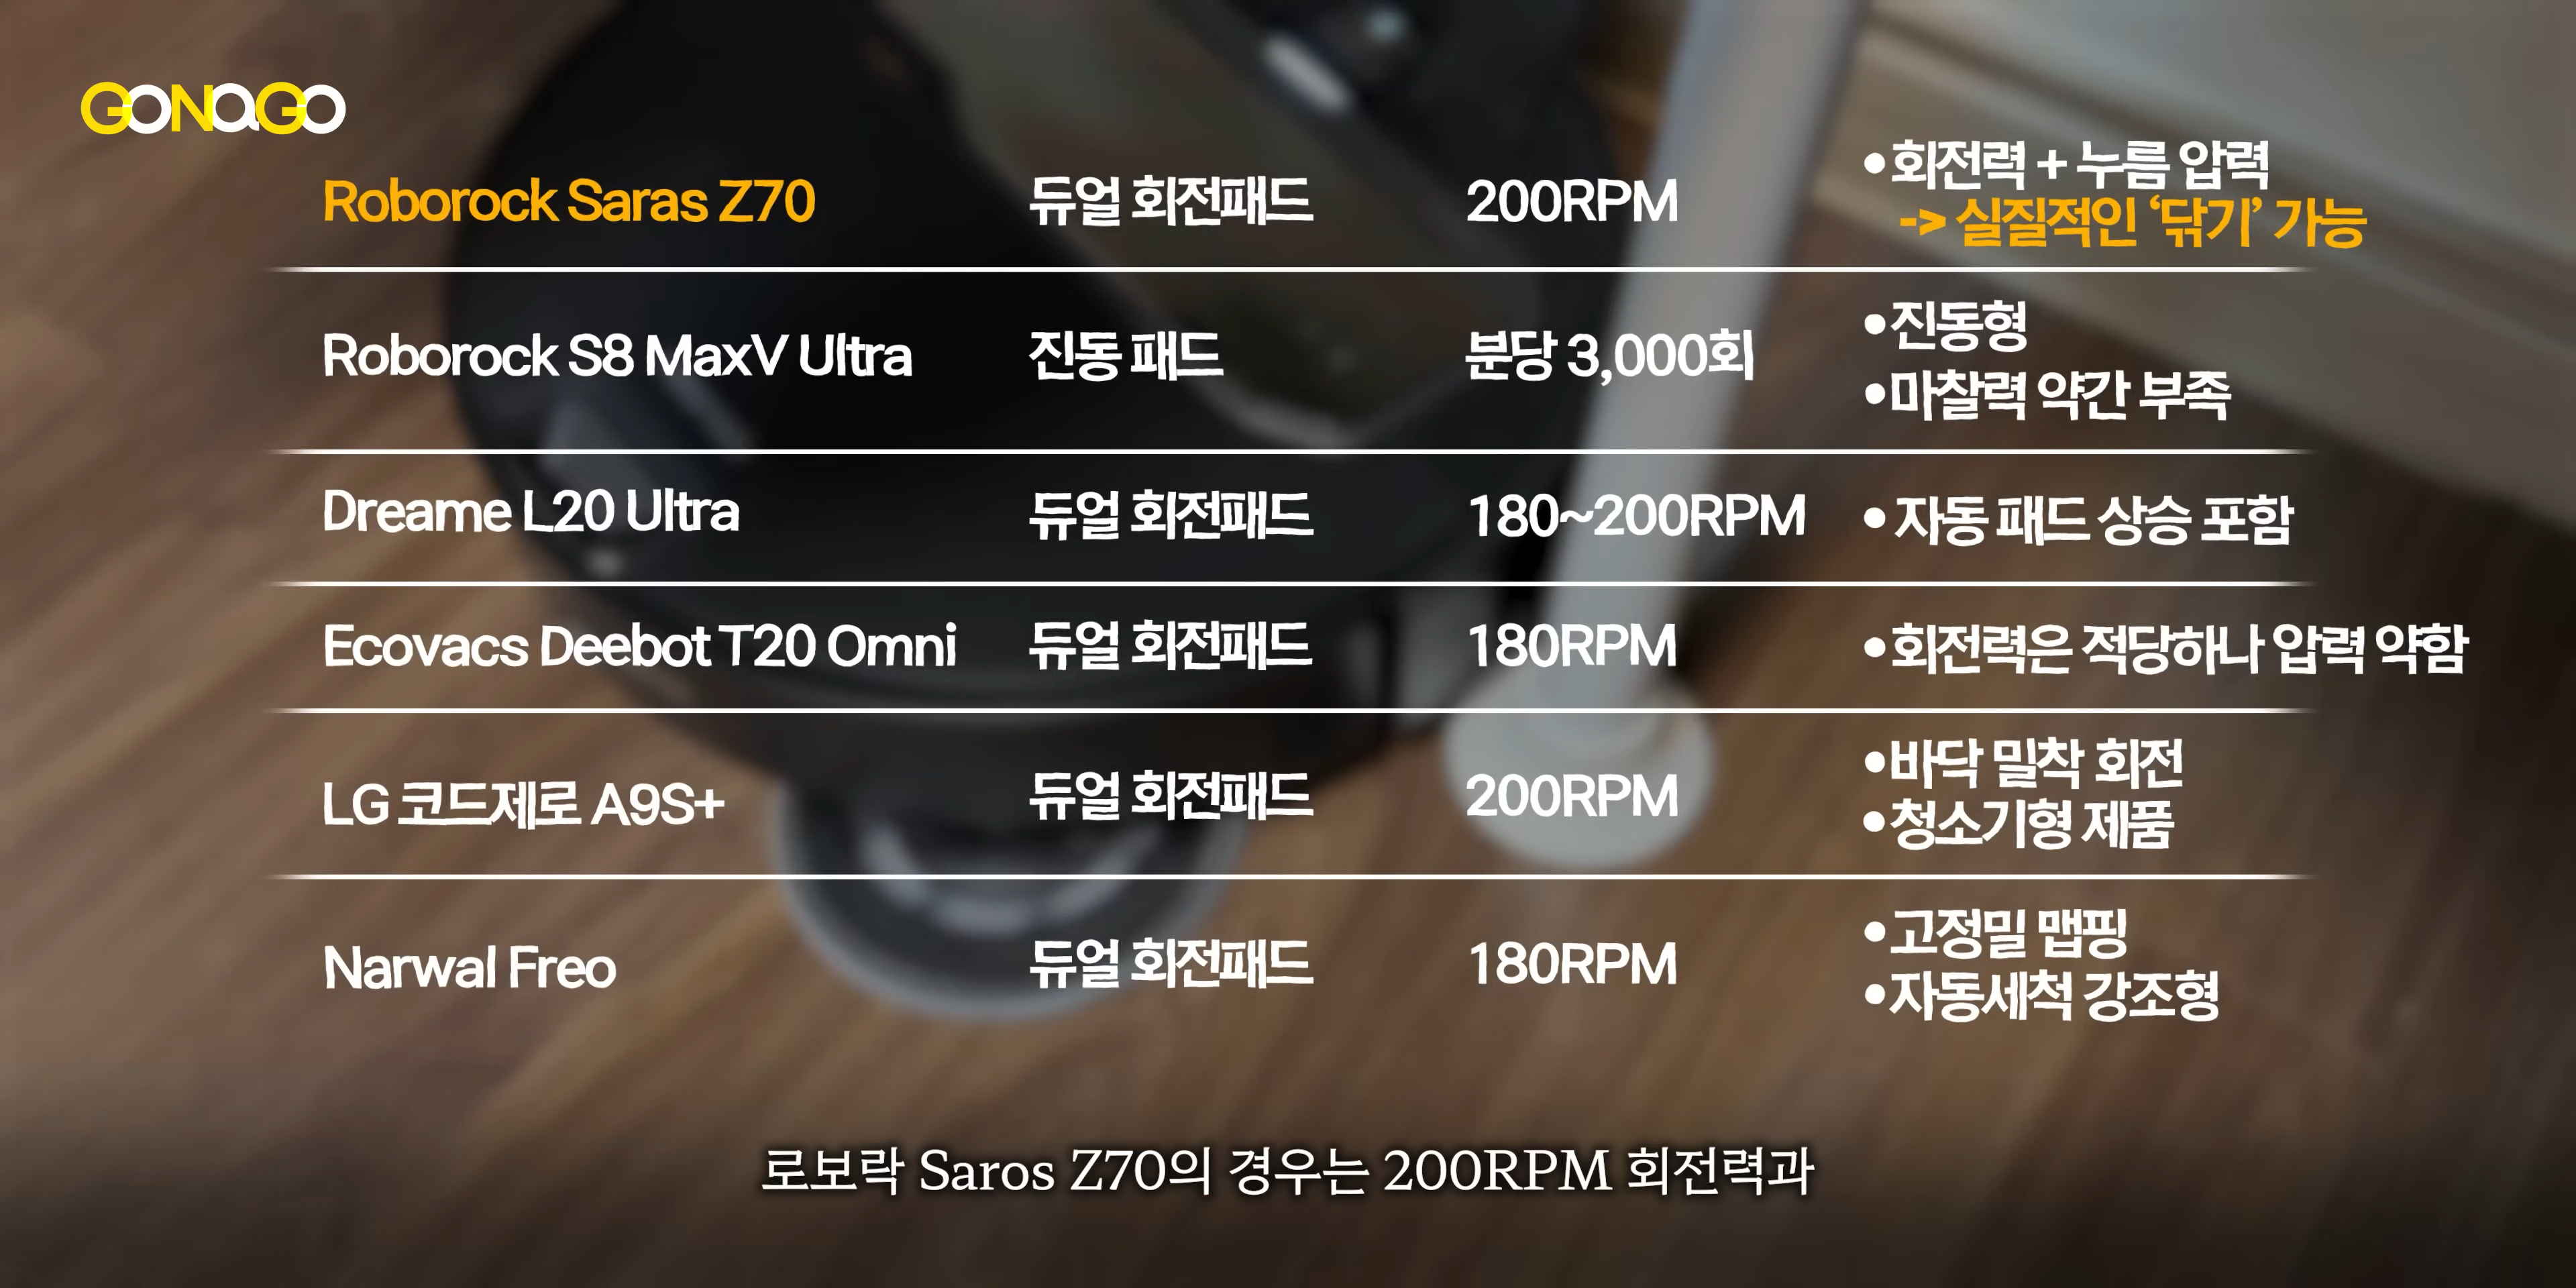 GONAGO
Roborock Saras Z70 듀얼 회전패드 200RPM
•회전력 + 누름 압력
-> 실질적인 ‘닦기’ 가능
Roborock S8 MaxV Ultra 진동 패드 분당 3,000회
•진동형
•마찰력 약간 부족
Dreame L20 Ultra 듀얼 회전패드 180~200RPM • 자동 패드 상승 포함
Ecovacs Deebot T20 Omni 듀얼 회전패드 180RPM •회전력은 적당하나 압력 약함
LG 코드제로 A9S+ 듀얼 회전패드 200RPM
•바닥 밀착 회전
•청소기형 제품
Narwal Freo 듀얼 회전패드 180RPM
•고정밀 맵핑
•자동세척 강조형
로보락 Saros Z70의 경우는 200RPM 회전력과